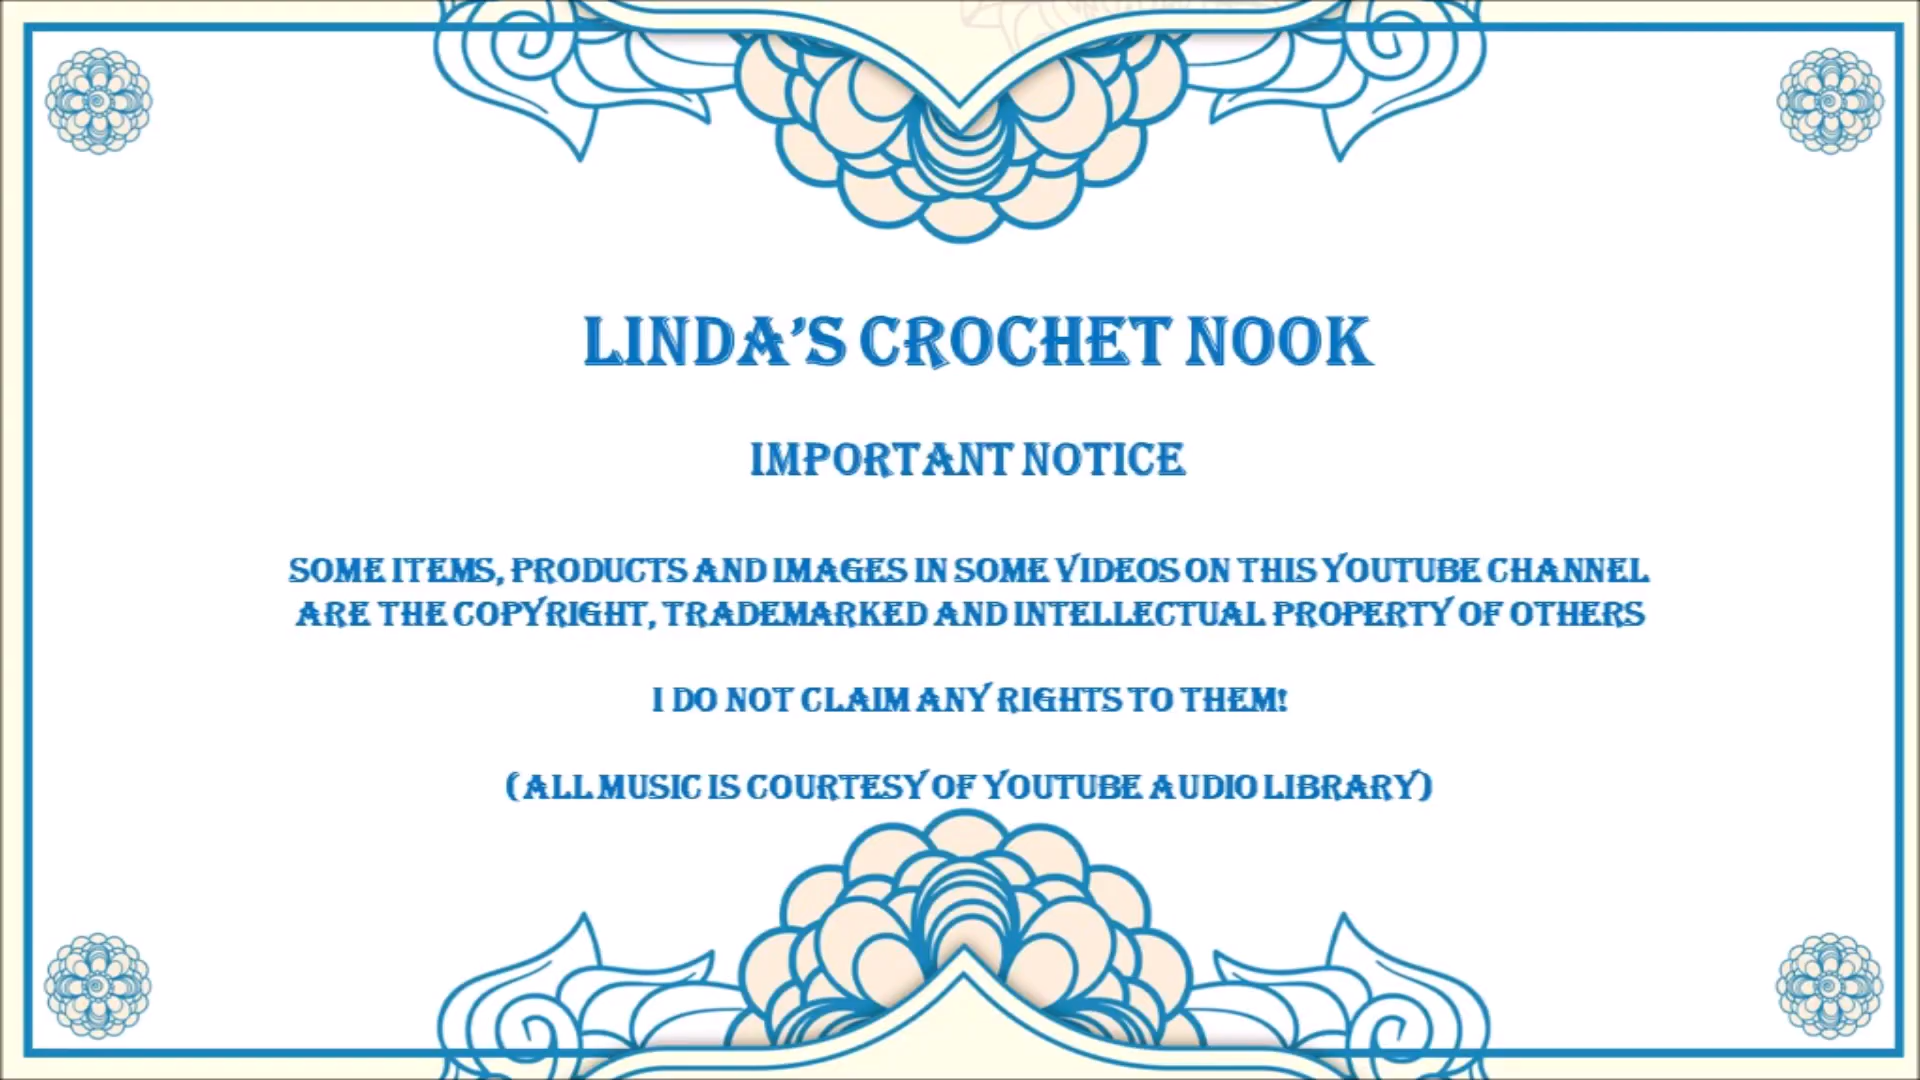 LINDA'S CROCHET NOOK
IMPORTANT NOTICE
SOME ITEMS, PRODUCTS AND IMAGES IN SOME VIDEOS ON THIS YOUTUBE CHANNEL
ARE THE COPYRIGHT, TRADEMARKED AND INTELLECTUAL PROPERTY OF OTHERS
I DO NOT CLAIM ANY RIGHTS TO THEM!
(ALL MUSIC IS COURTESY OF YOUTUBE AUDIO LIBRARY)